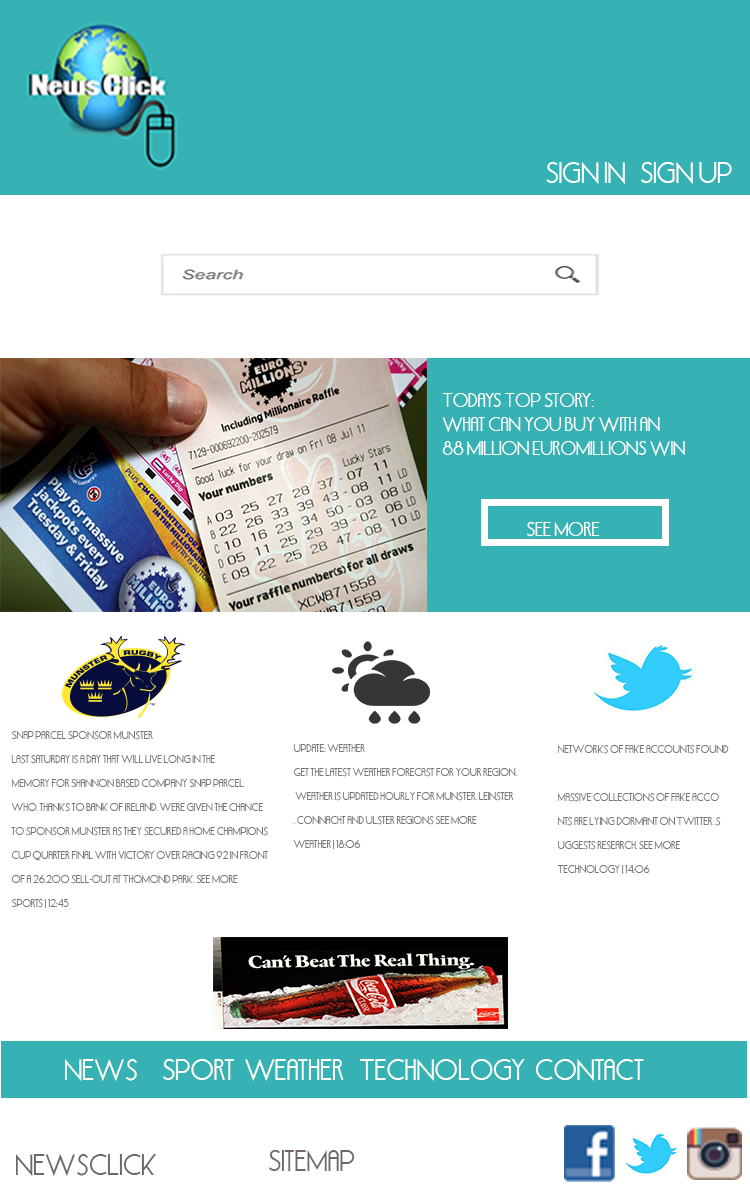 News Click
SIGN IN SIGN UP
Search
EURO
MILLIONS
Including Millionaire Raffle
7129-000692200-202579
Good luck for your draw on Fri 08 Jul 11
Your numbers
Lucky Stars
A 03 25 27 28 37 07 11
B 22 26 33 39 43 - 08 11 LD
C 10 16 23 34 50 - 03 08 LD
D 05 11 25 29 39 02 06 LD
E 09 22 25 28 47 08 10 LD
Your raffle number(s) for all draws
XCW871558
XCW871559
Play for massive
jackpots every
Tuesday & Friday
PLUS £1M GUARANTEED
IN THE MILLIONAIRE
EURO
MILLIONS
TODAYS TOP STORY:
WHAT CAN YOU BUY WITH AN
88 MILLION EUROMILLIONS WIN
SEE MORE
MUNSTER RUGBY
SNAP PARCEL SPONSOR MUNSTER
LAST SATURDAY IS A DAY THAT WILL LIVE LONG IN THE
MEMORY FOR SHANNON BASED COMPANY SNAP PARCEL
WHO, THANKS TO BANK OF IRELAND, WERE GIVEN THE CHANCE
TO SPONSOR MUNSTER AS THEY SECURED A HOME CHAMPIONS
CUP QUARTER FINAL WITH VICTORY OVER RACING 92 IN FRONT
OF A 26,200 SELL-OUT AT THOMOND PARK. SEE MORE
SPORTS | 12:45
UPDATE: WEATHER
GET THE LATEST WEATHER FORECAST FOR YOUR REGION.
WEATHER IS UPDATED HOURLY FOR MUNSTER, LEINSTER
, CONNACHT AND ULSTER REGIONS SEE MORE
WEATHER | 18:06
NETWORKS OF FAKE ACCOUNTS FOUND
MASSIVE COLLECTIONS OF FAKE ACCO
NTS ARE LYING DORMANT ON TWITTER, S
UGGESTS RESEARCH. SEE MORE
TECHNOLOGY | 14:06
Can't Beat The Real Thing.
Coca-Cola
CLASSIC
NEWS SPORT WEATHER TECHNOLOGY CONTACT
NEWSCLICK
SITEMAP